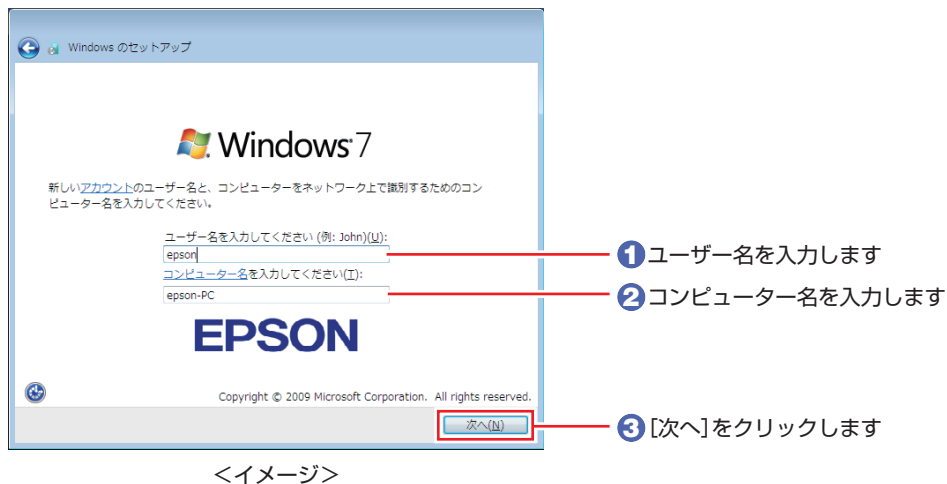 Windows のセットアップ
Windows 7
新しいアカウントのユーザー名と、コンピューターをネットワーク上で識別するためのコン
ピューター名を入力してください。
ユーザー名を入力してください (例: John)(U):
epson
コンピューター名を入力してください(T):
epson-PC
EPSON
Copyright © 2009 Microsoft Corporation. All rights reserved.
次へ(N)
1 ユーザー名を入力します
2 コンピューター名を入力します
3 [次へ]をクリックします
＜イメージ＞